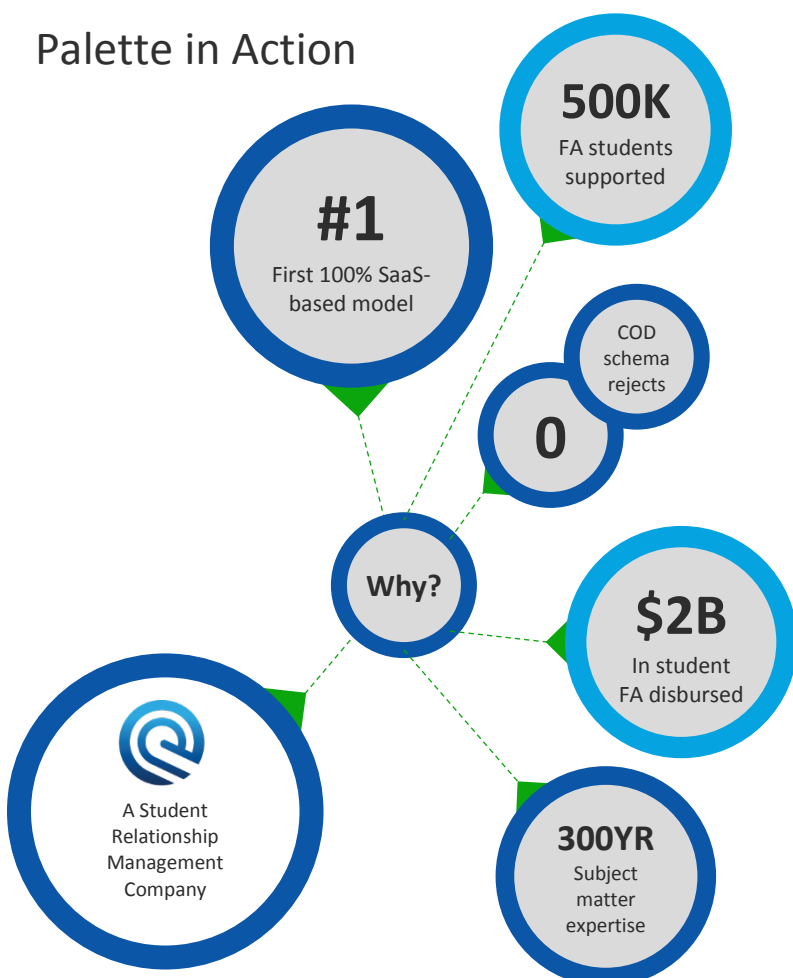 Palette in Action
500K
FA students
supported
#1
First 100% SaaS-
based model
COD
schema
rejects
0
Why?
$2B
In student
FA disbursed
A Student
Relationship
Management
Company
300YR
Subject
matter
expertise